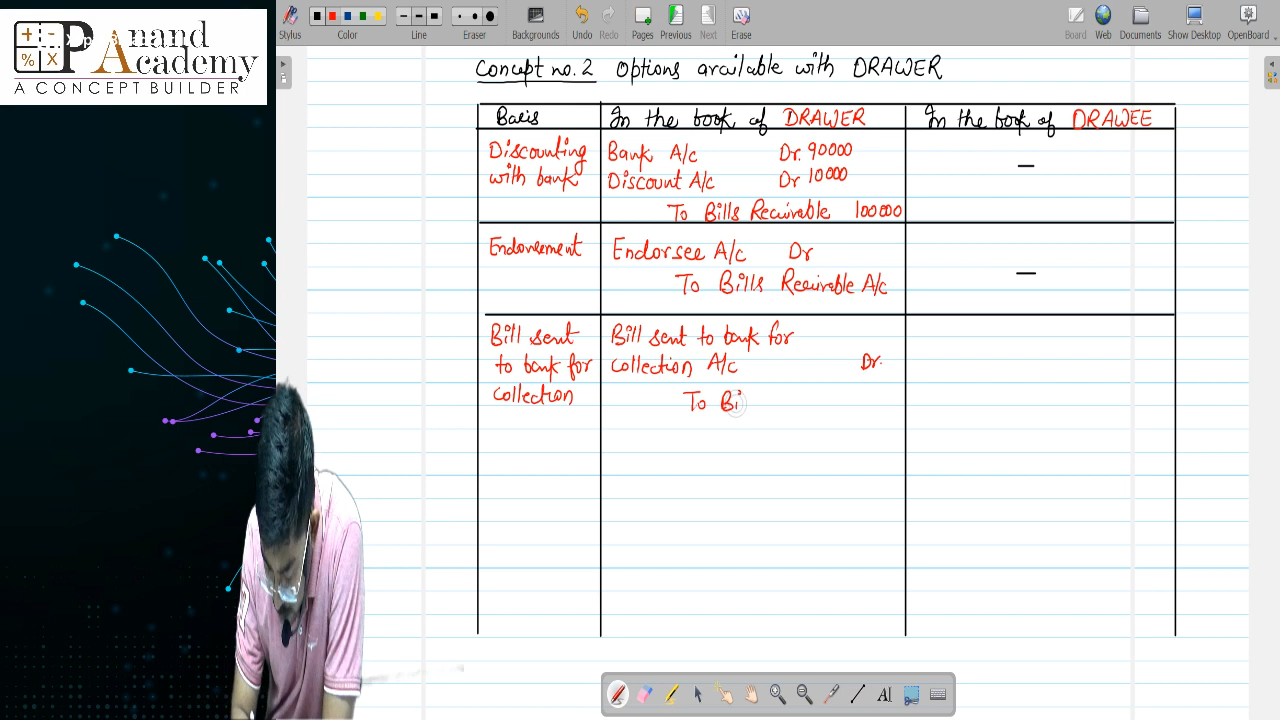 Anand
P Academy
A CONCEPT BUILDER
Stylus
Color
Line
Eraser
Backgrounds
Undo
Redo
Pages
Previous
Next
Erase
Board
Web
Documents
Show Desktop
OpenBoard
Concept no. 2 Options available with DRAWER
Basis
In the book of DRAWER
In the book of DRAWEE
Discounting
with bank
Bank A/c Dr. 90000
Discount A/c Dr 10000
To Bills Receivable 100000
—
Endorsement
Endorsee A/c Dr
To Bills Receivable A/c
—
Bill sent
to bank for
collection
Bill sent to bank for
collection A/c Dr.
To Bi